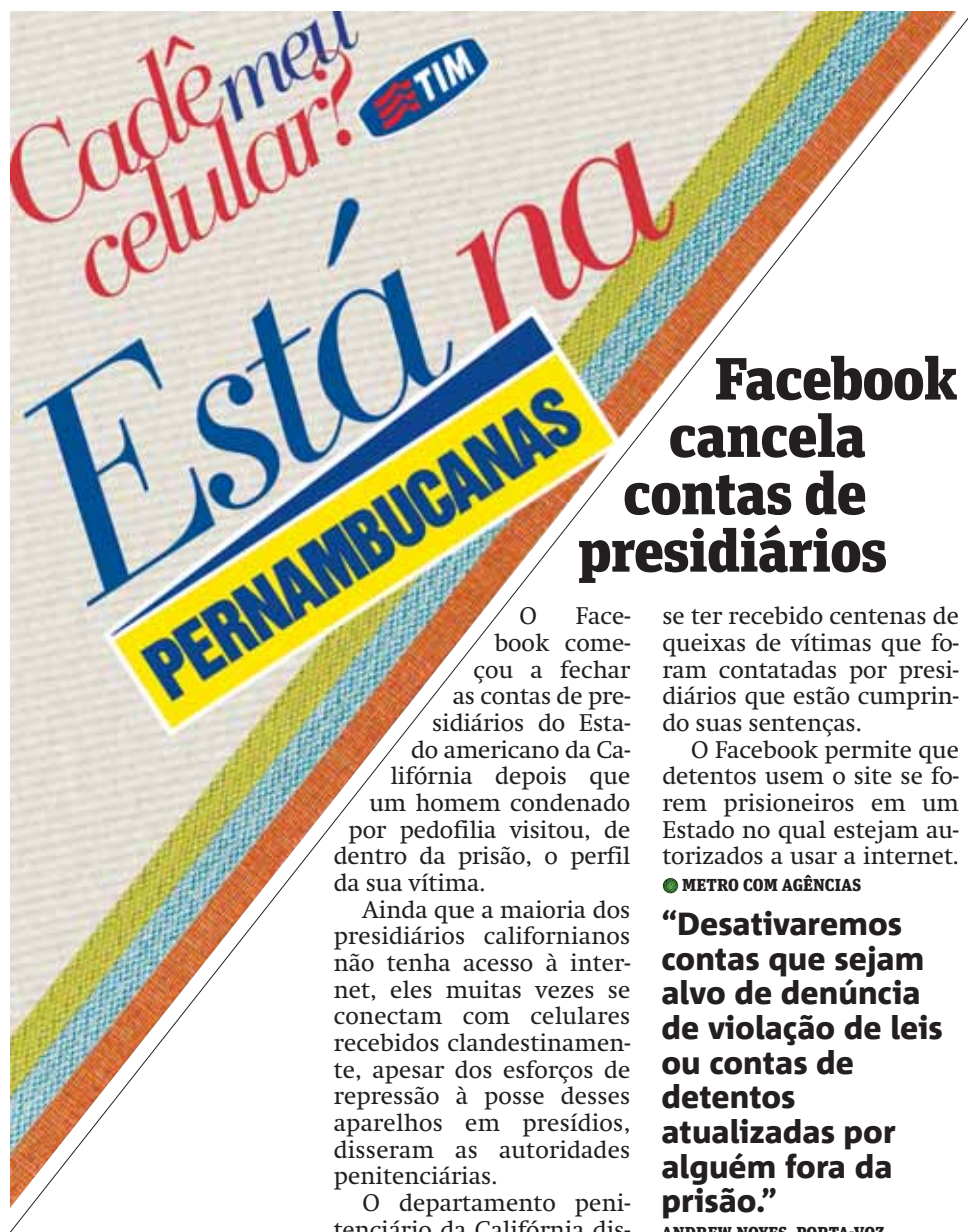 Cadê meu
celular?
TIM
Está na
PERNAMBUCANAS
Facebook
cancela
contas de
presidiários
O Face-
book come-
çou a fechar
as contas de pre-
sidiários do Esta-
do americano da Ca-
lifórnia depois que
um homem condenado
por pedofilia visitou, de
dentro da prisão, o perfil
da sua vítima.
Ainda que a maioria dos
presidiários californianos
não tenha acesso à inter-
net, eles muitas vezes se
conectam com celulares
recebidos clandestinamen-
te, apesar dos esforços de
repressão à posse desses
aparelhos em presídios,
disseram as autoridades
penitenciárias.
O departamento peni-
tenciário da Califórnia dis-
se ter recebido centenas de
queixas de vítimas que fo-
ram contatadas por presi-
diários que estão cumprin-
do suas sentenças.
O Facebook permite que
detentos usem o site se fo-
rem prisioneiros em um
Estado no qual estejam au-
torizados a usar a internet.
METRO COM AGÊNCIAS
“Desativaremos
contas que sejam
alvo de denúncia
de violação de leis
ou contas de
detentos
atualizadas por
alguém fora da
prisão.”
ANDREW NOYES, PORTA-VOZ